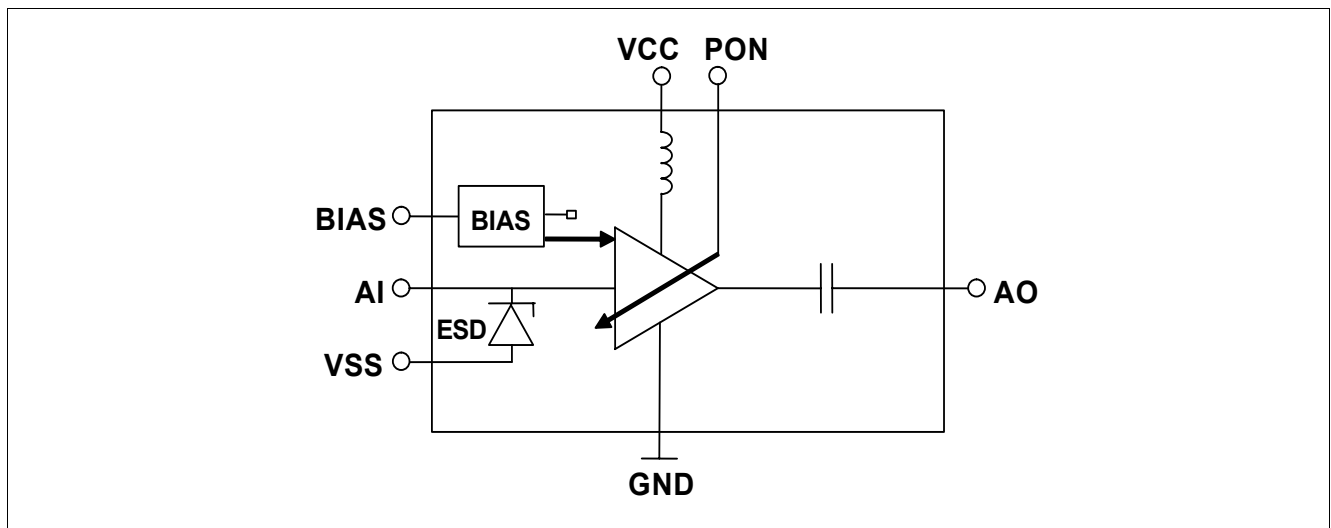 VCC PON
BIAS BIAS
AI AO
ESD
VSS
GND